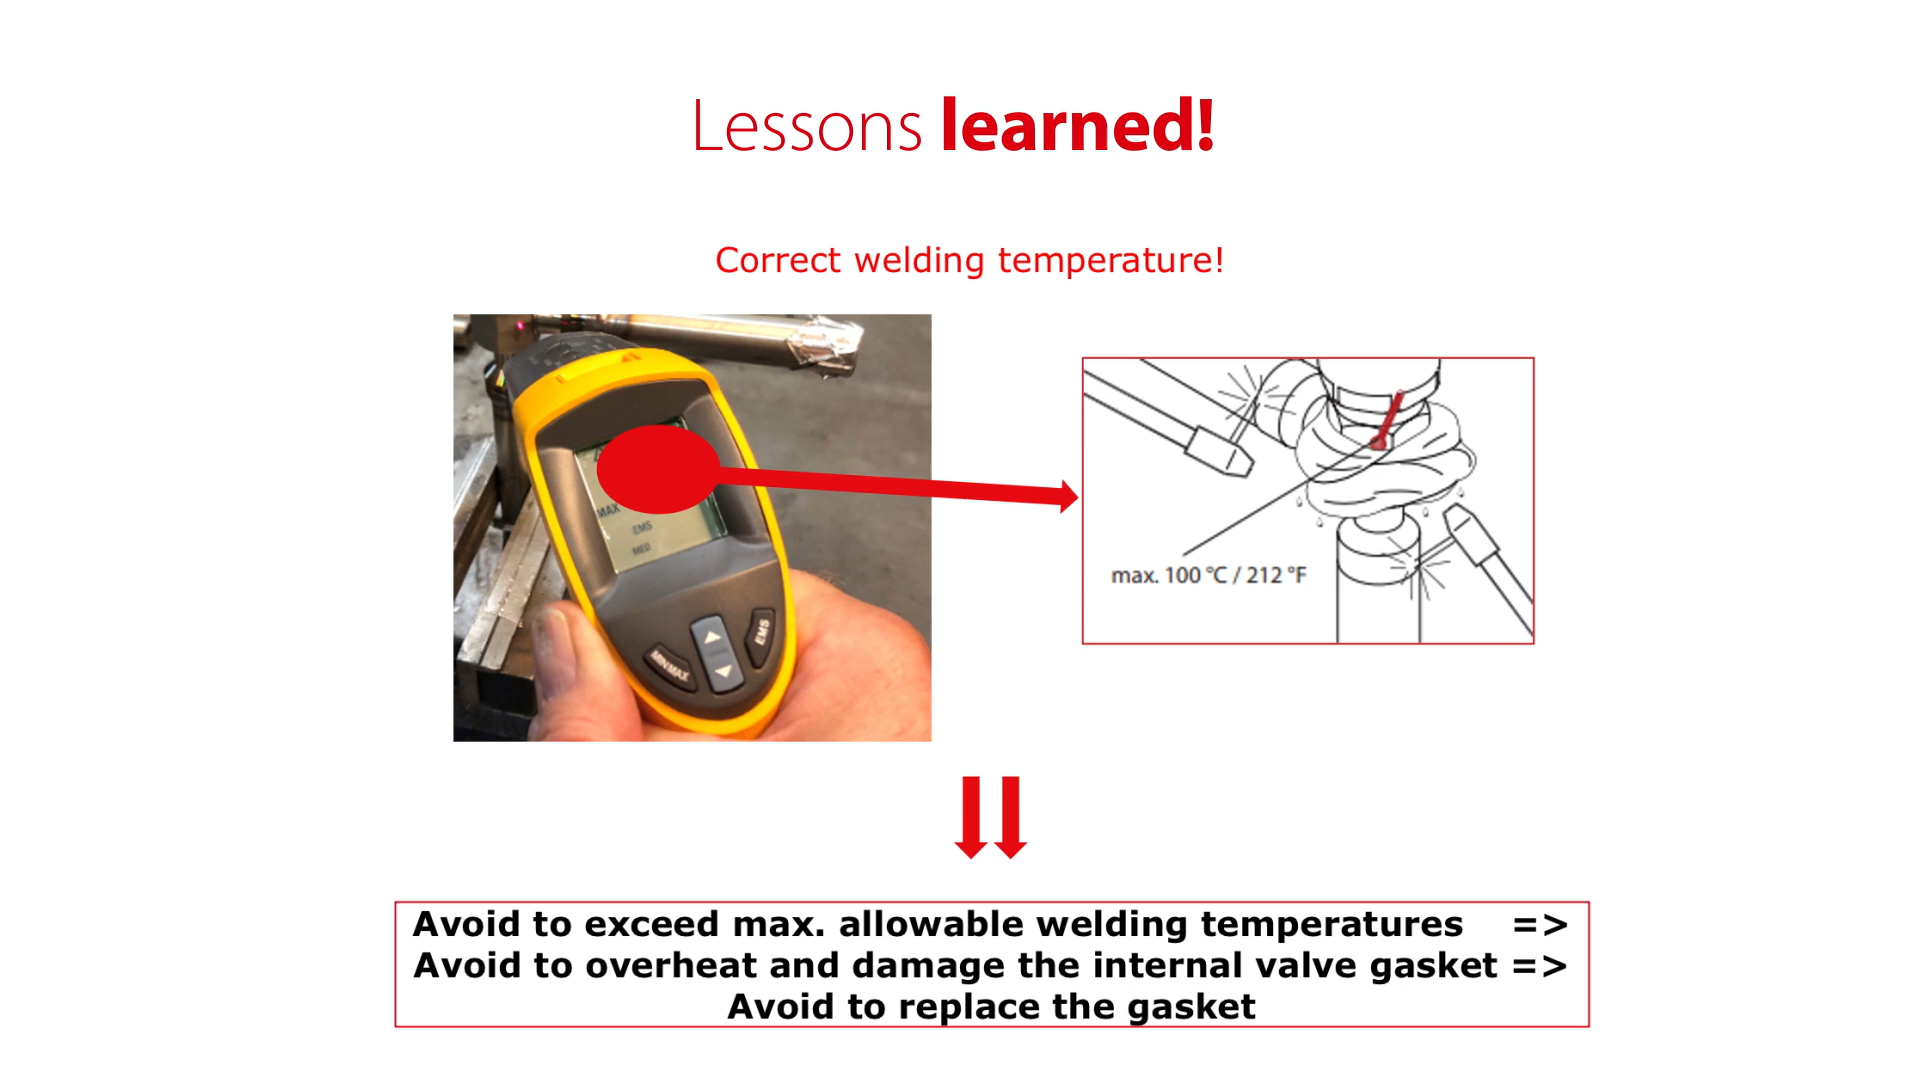 Lessons learned!
Correct welding temperature!
MAX
EMS
MED
MIN MAX
EMS
max. 100 °C / 212 °F
Avoid to exceed max. allowable welding temperatures =>
Avoid to overheat and damage the internal valve gasket =>
Avoid to replace the gasket